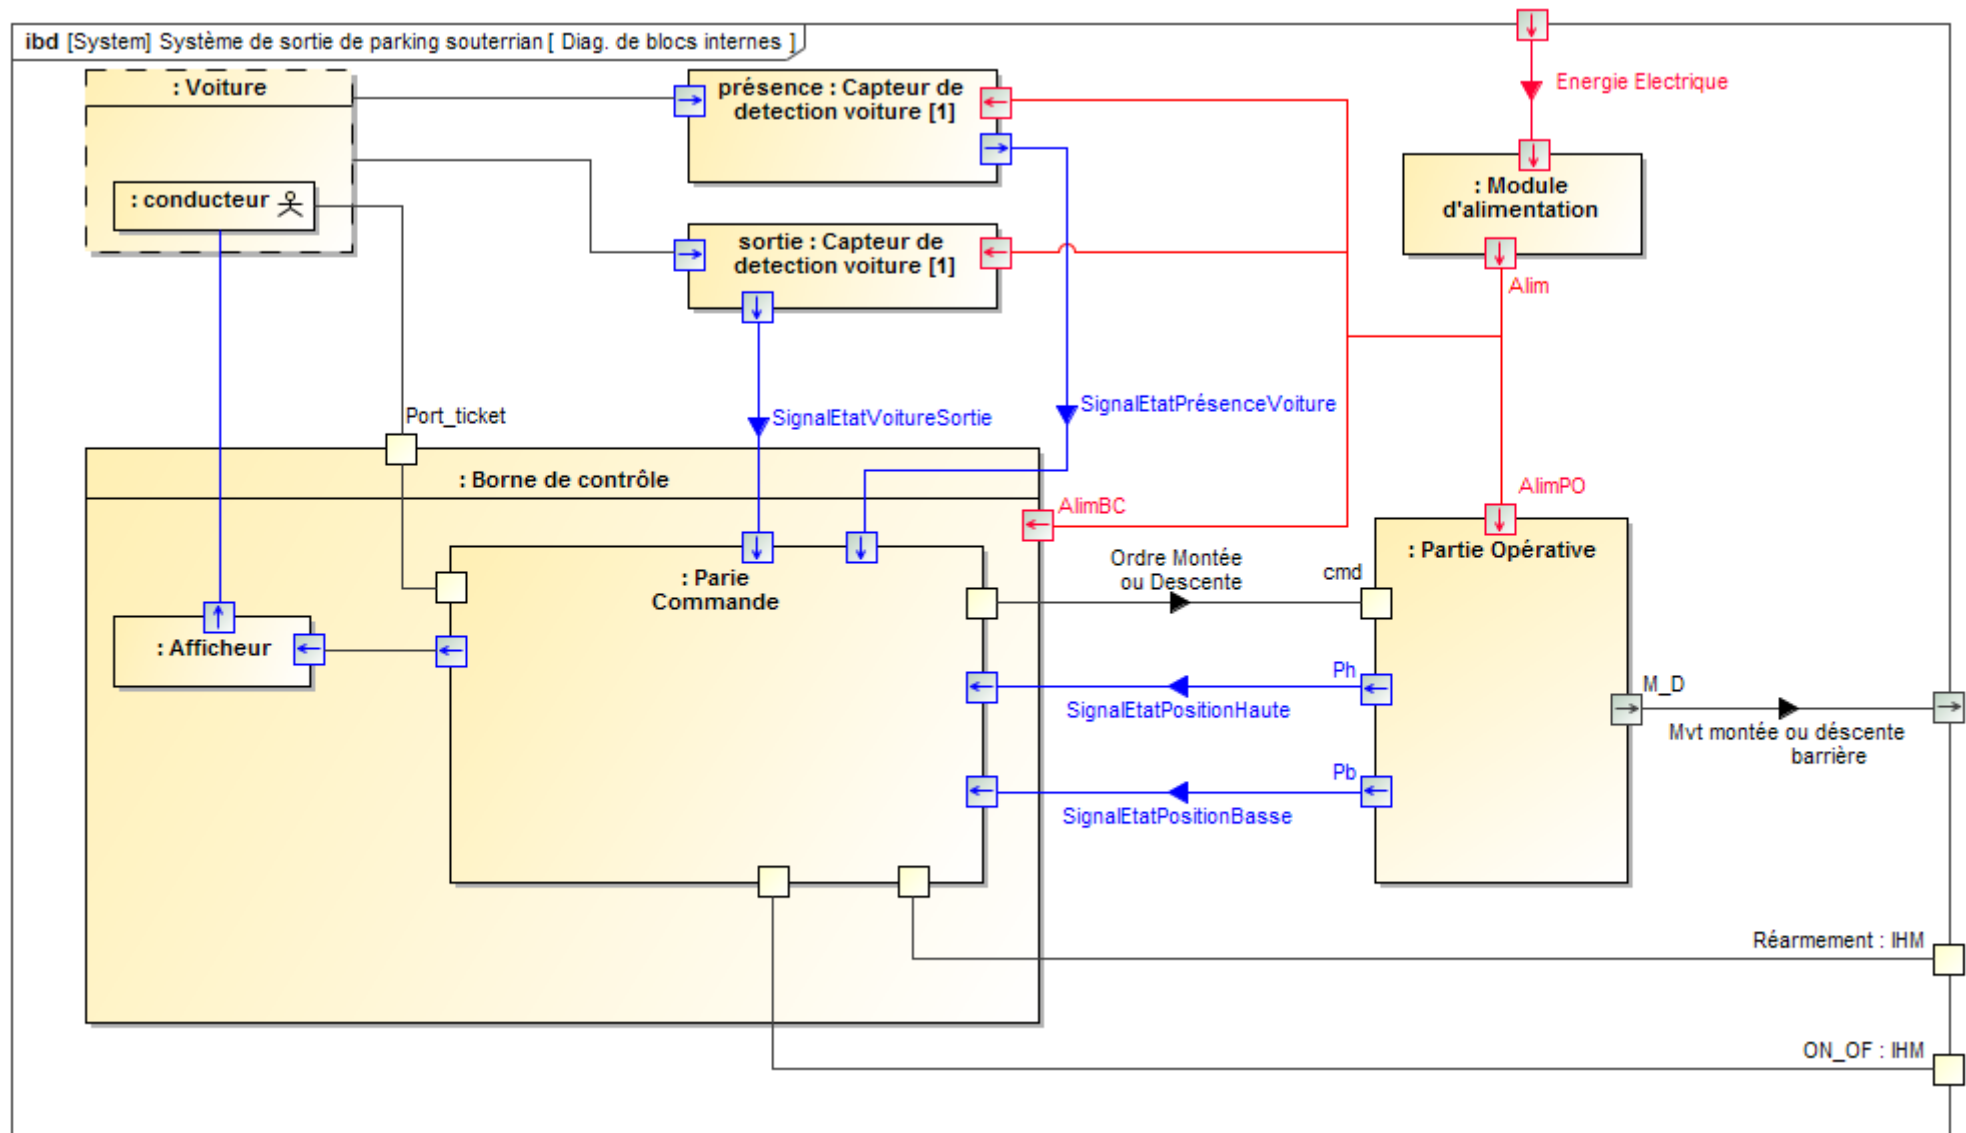 ibd [System] Système de sortie de parking souterrian [ Diag. de blocs internes ]
: Voiture
: conducteur
présence : Capteur de
detection voiture [1]
Energie Electrique
: Module
d'alimentation
sortie : Capteur de
detection voiture [1]
Alim
Port_ticket
SignalEtatVoitureSortie
SignalEtatPrésenceVoiture
: Borne de contrôle
AlimBC
AlimPO
: Partie Opérative
: Parie
Commande
Ordre Montée
ou Descente
cmd
: Afficheur
Ph
SignalEtatPositionHaute
M_D
Mvt montée ou déscente
barrière
Pb
SignalEtatPositionBasse
Réarmement : IHM
ON_OF : IHM